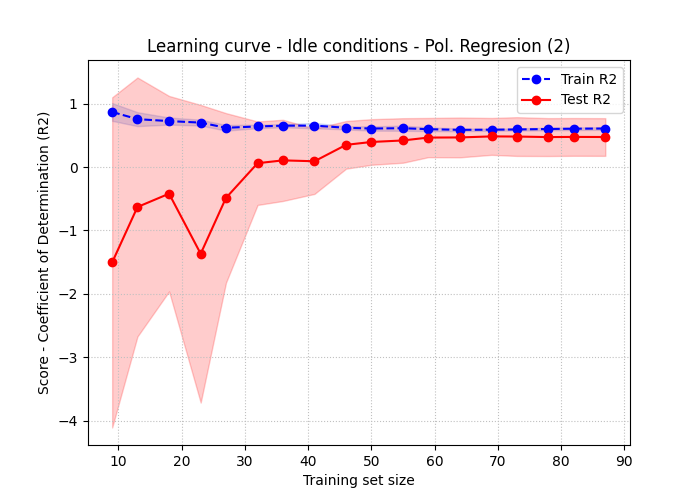 Learning curve - Idle conditions - Pol. Regresion (2)
Train R2
Test R2
Score - Coefficient of Determination (R2)
1
0
−1
−2
−3
−4
10 20 30 40 50 60 70 80 90
Training set size